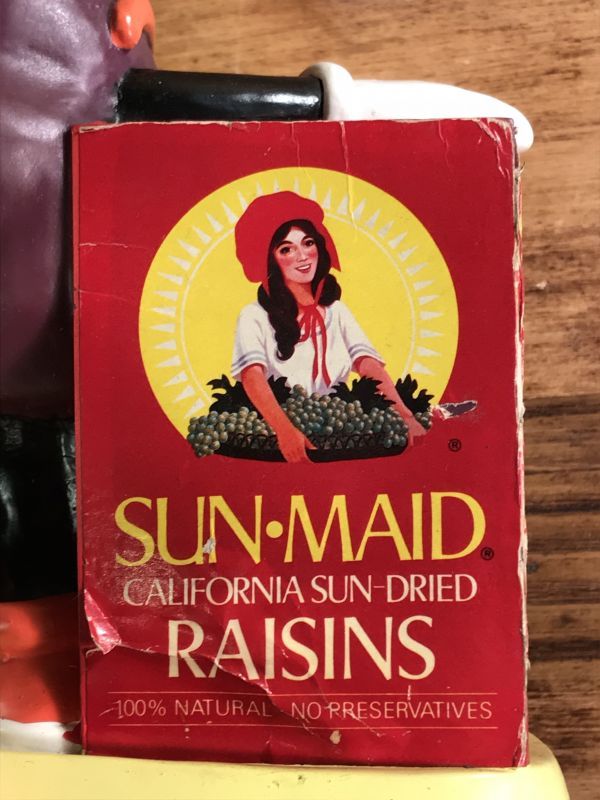 ®
SUN•MAID®
CALIFORNIA SUN-DRIED
RAISINS
100% NATURAL NO PRESERVATIVES